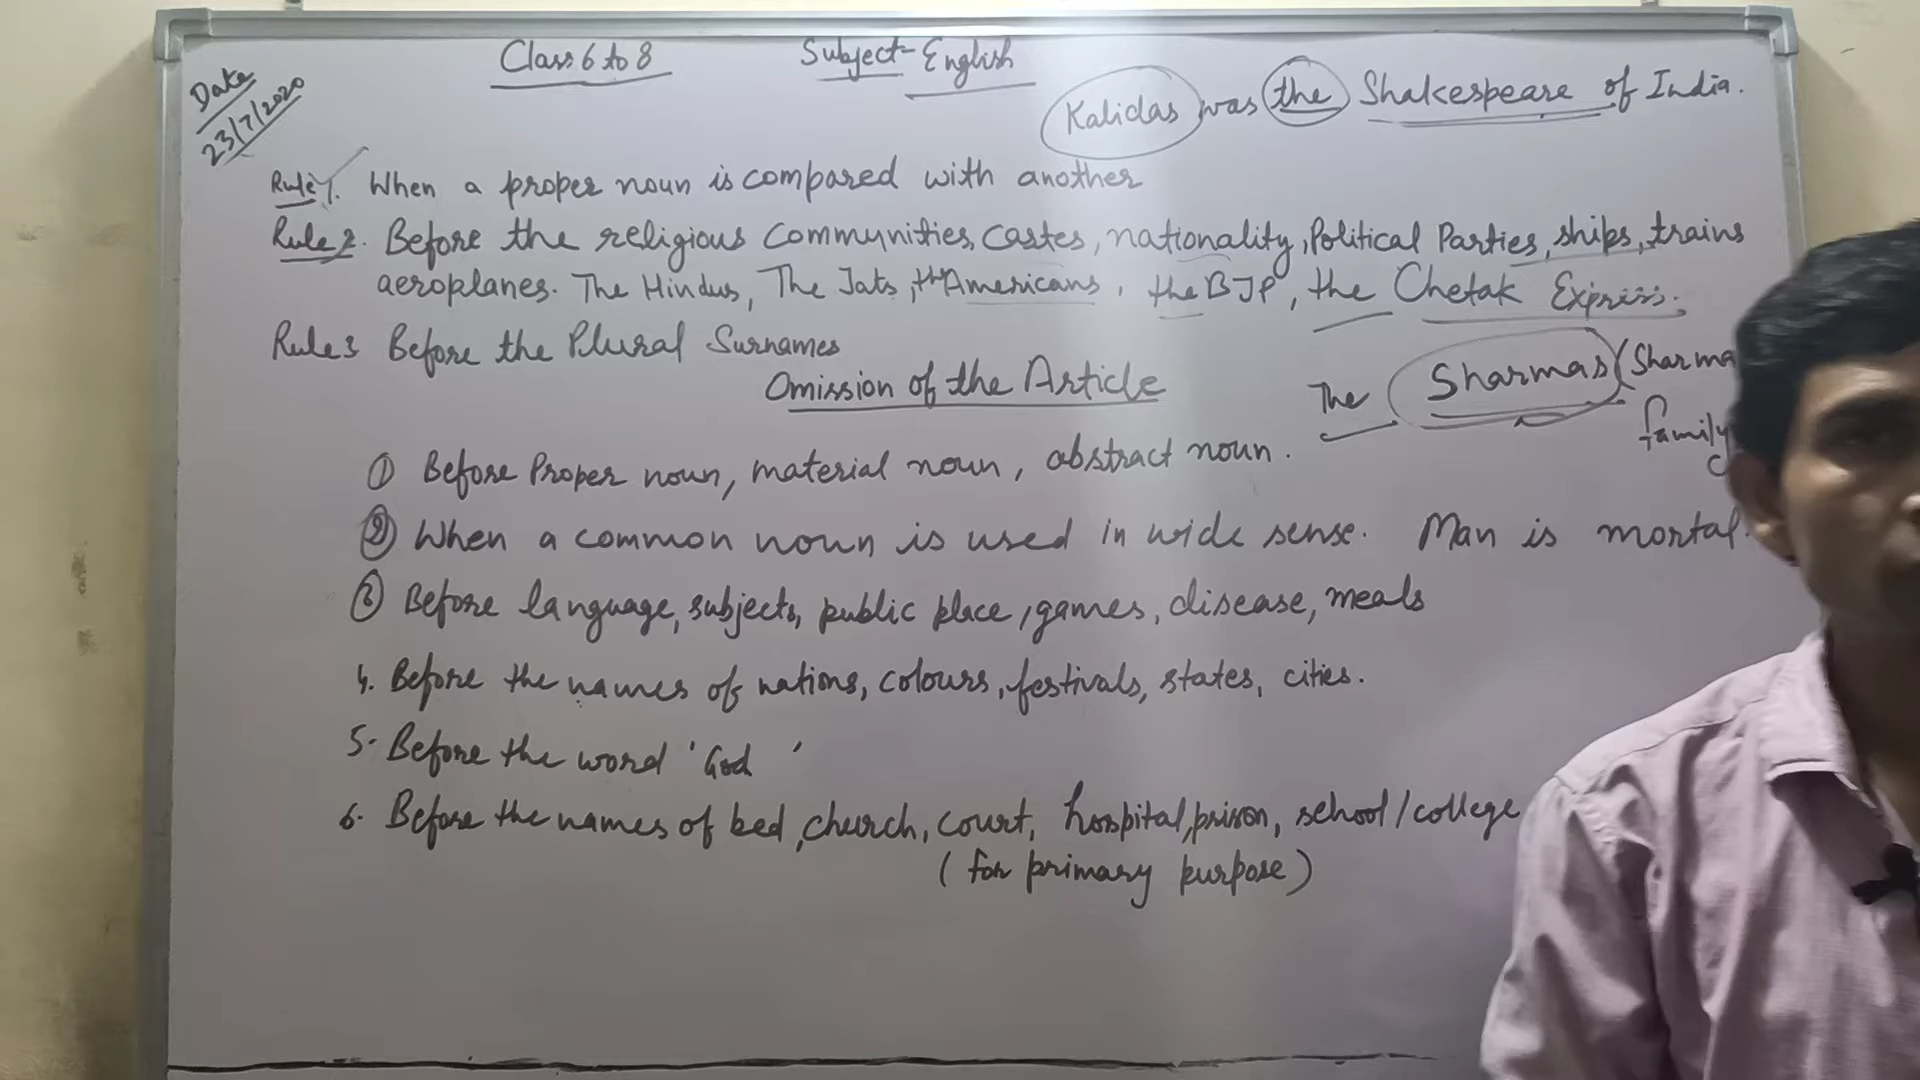 Class 6 to 8 Subject- English
Date
23/7/2020
Kalidas was the Shakespeare of India.
Rule 1. When a proper noun is compared with another
Rule 2. Before the religious communities, castes, nationality, Political Parties, ships, trains
aeroplanes. The Hindus, The Jats, the Americans, the BJP, the Chetak Express.
Rule 3 Before the Plural Surnames
The Sharmas (Sharma
family
Omission of the Article
① Before Proper noun, material noun, abstract noun.
② When a common noun is used in wide sense. Man is mortal.
③ Before language, subjects, public place, games, disease, meals
4. Before the names of nations, colours, festivals, states, cities.
5. Before the word 'God'
6. Before the names of bed, church, court, hospital, prison, school/college
(for primary purpose)